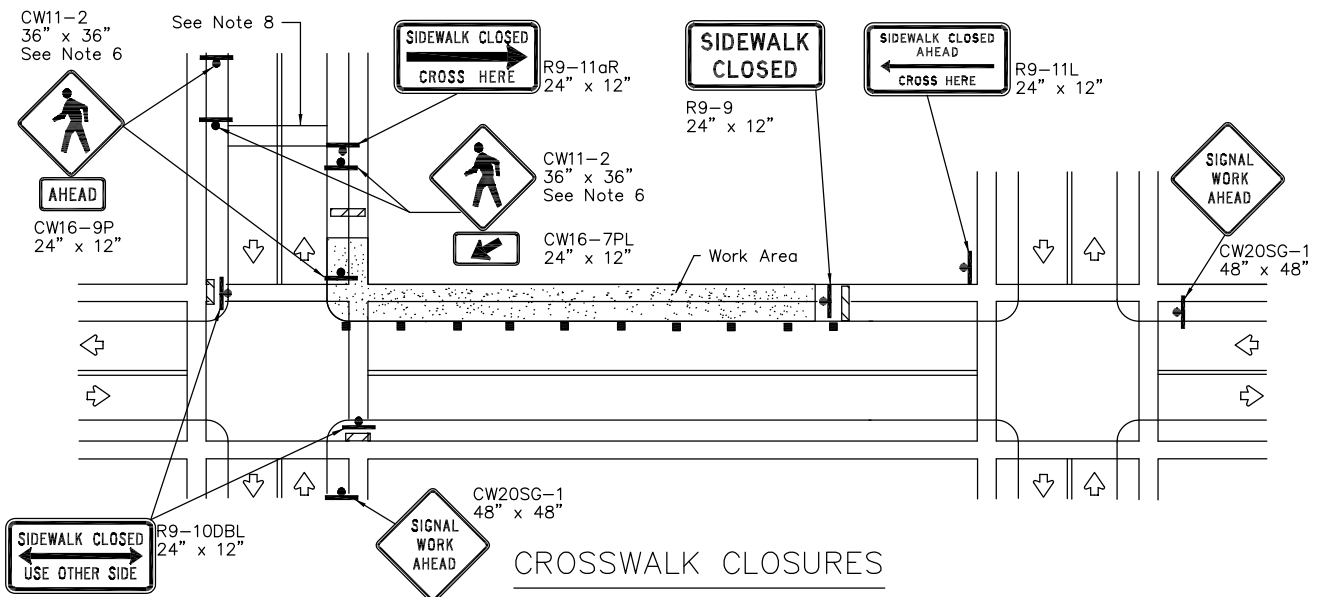 CW11-2
36” x 36”
See Note 6
See Note 8
AHEAD
CW16-9P
24” x 12”
SIDEWALK CLOSED
CROSS HERE
R9-11aR
24” x 12”
CW11-2
36” x 36”
See Note 6
CW16-7PL
24” x 12”
SIDEWALK
CLOSED
R9-9
24” x 12”
SIDEWALK CLOSED
AHEAD
CROSS HERE
R9-11L
24” x 12”
SIGNAL
WORK
AHEAD
CW20SG-1
48” x 48”
Work Area
SIDEWALK CLOSED
USE OTHER SIDE
R9-10DBL
24” x 12”
SIGNAL
WORK
AHEAD
CW20SG-1
48” x 48”
CROSSWALK CLOSURES